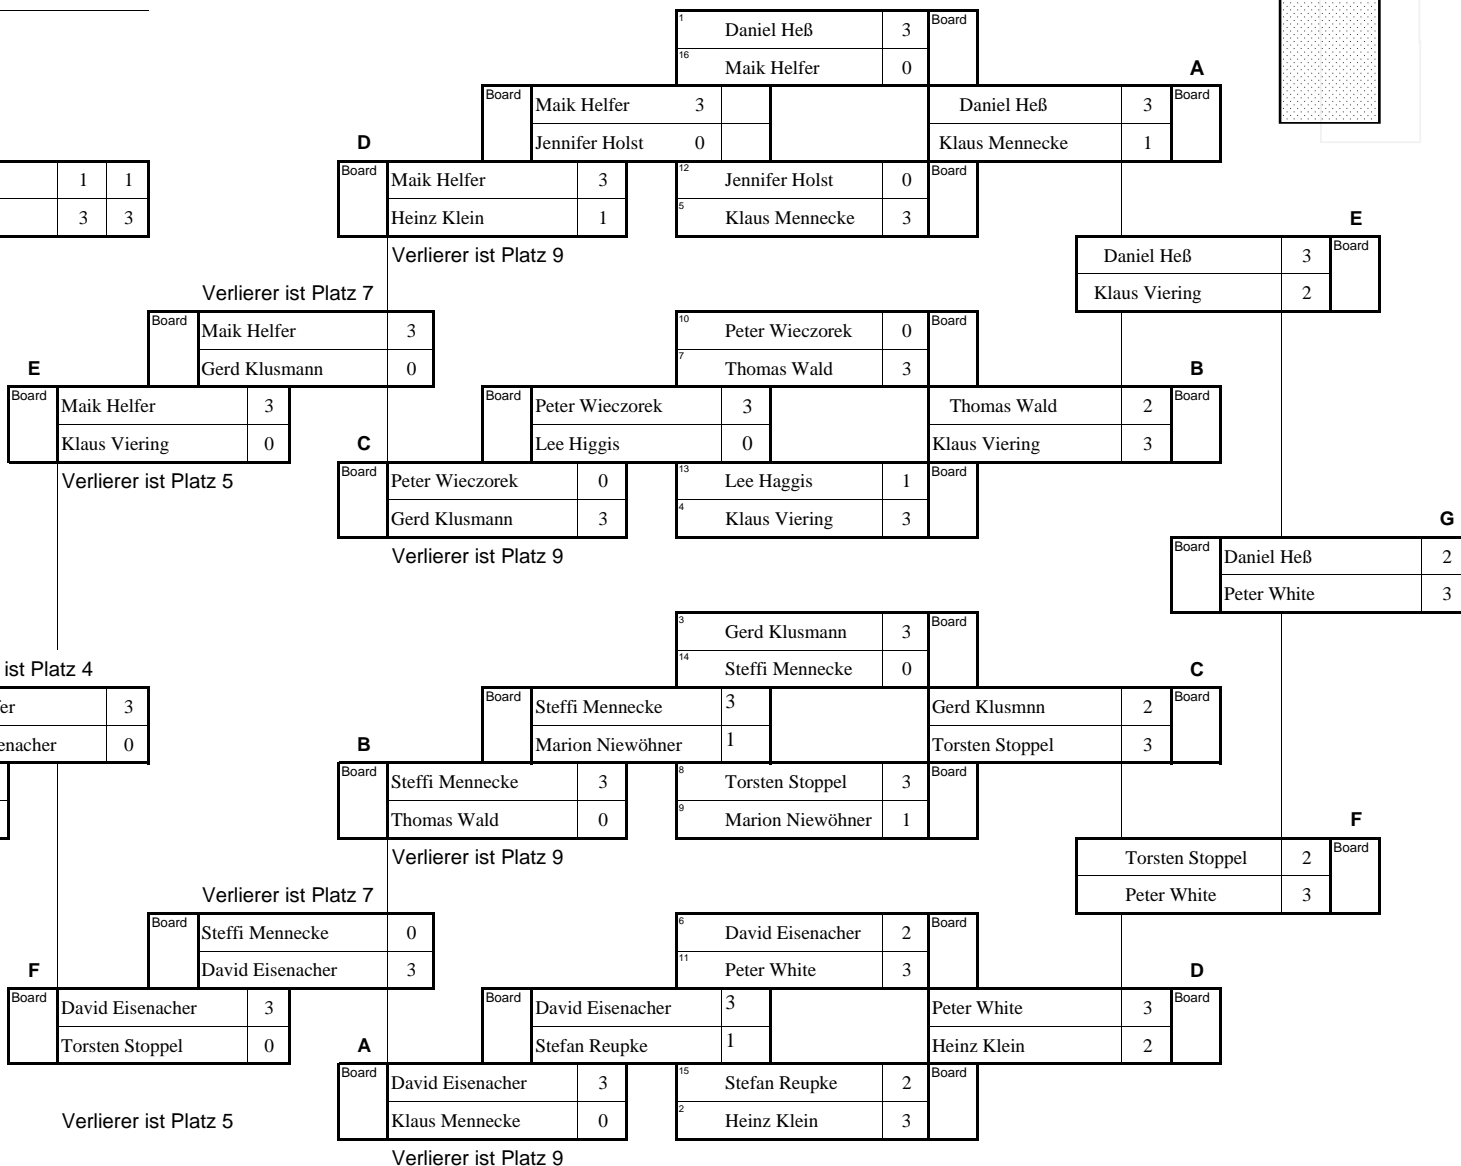 1 Daniel Heß 3 Board
16 Maik Helfer 0
A
Board Maik Helfer 3
Daniel Heß 3 Board
D
Jennifer Holst 0
Klaus Mennecke 1
1 1
Board Maik Helfer 3
12 Jennifer Holst 0 Board
3 3
Heinz Klein 1
5 Klaus Mennecke 3
E
Verlierer ist Platz 9
Daniel Heß 3 Board
Verlierer ist Platz 7
Klaus Viering 2
Board Maik Helfer 3
10 Peter Wieczorek 0 Board
E
Gerd Klusmann 0
7 Thomas Wald 3
B
Board Maik Helfer 3
Board Peter Wieczorek 3
Thomas Wald 2 Board
Klaus Viering 0
C
Lee Higgis 0
Klaus Viering 3
Verlierer ist Platz 5
Board Peter Wieczorek 0
13 Lee Haggis 1 Board
Gerd Klusmann 3
4 Klaus Viering 3
G
Verlierer ist Platz 9
Board Daniel Heß 2
Peter White 3
3 Gerd Klusmann 3 Board
ist Platz 4
14 Steffi Mennecke 0
C
er 3
Board Steffi Mennecke 3
Gerd Klusmnn 2 Board
enacher 0
B
Marion Niewöhner 1
Torsten Stoppel 3
Board Steffi Mennecke 3
8 Torsten Stoppel 3 Board
Thomas Wald 0
9 Marion Niewöhner 1
F
Verlierer ist Platz 9
Torsten Stoppel 2 Board
Verlierer ist Platz 7
Peter White 3
Board Steffi Mennecke 0
6 David Eisenacher 2 Board
F
David Eisenacher 3
11 Peter White 3
D
Board David Eisenacher 3
Board David Eisenacher 3
Peter White 3 Board
Torsten Stoppel 0
A
Stefan Reupke 1
Heinz Klein 2
Board David Eisenacher 3
15 Stefan Reupke 2 Board
Verlierer ist Platz 5
Klaus Mennecke 0
2 Heinz Klein 3
Verlierer ist Platz 9